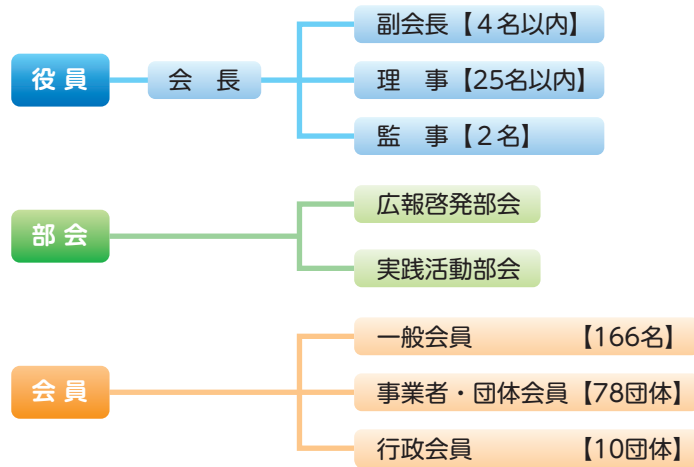 役員
会　長
副会長【４名以内】
理　事【25名以内】
監　事【２名】
部会
広報啓発部会
実践活動部会
会員
一般会員　　　　【166名】
事業者・団体会員【78団体】
行政会員　　　　【10団体】